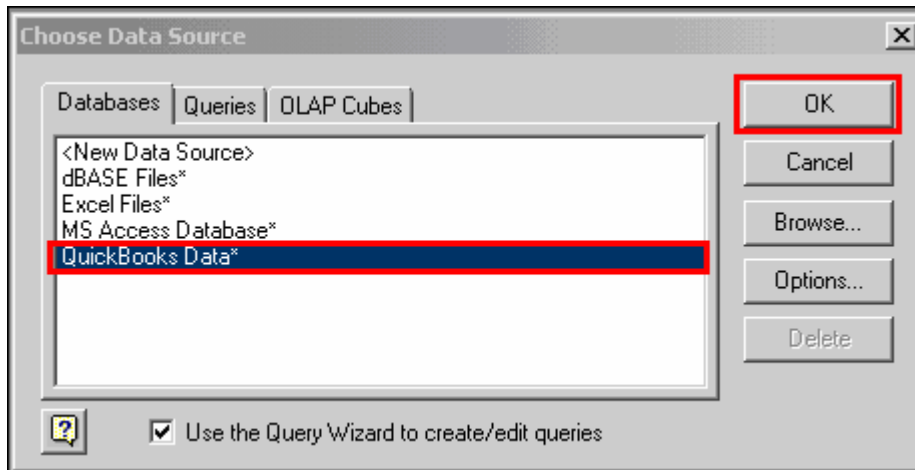 Choose Data Source
Databases Queries OLAP Cubes
<New Data Source>
dBASE Files*
Excel Files*
MS Access Database*
QuickBooks Data*
OK
Cancel
Browse...
Options...
Delete
Use the Query Wizard to create/edit queries